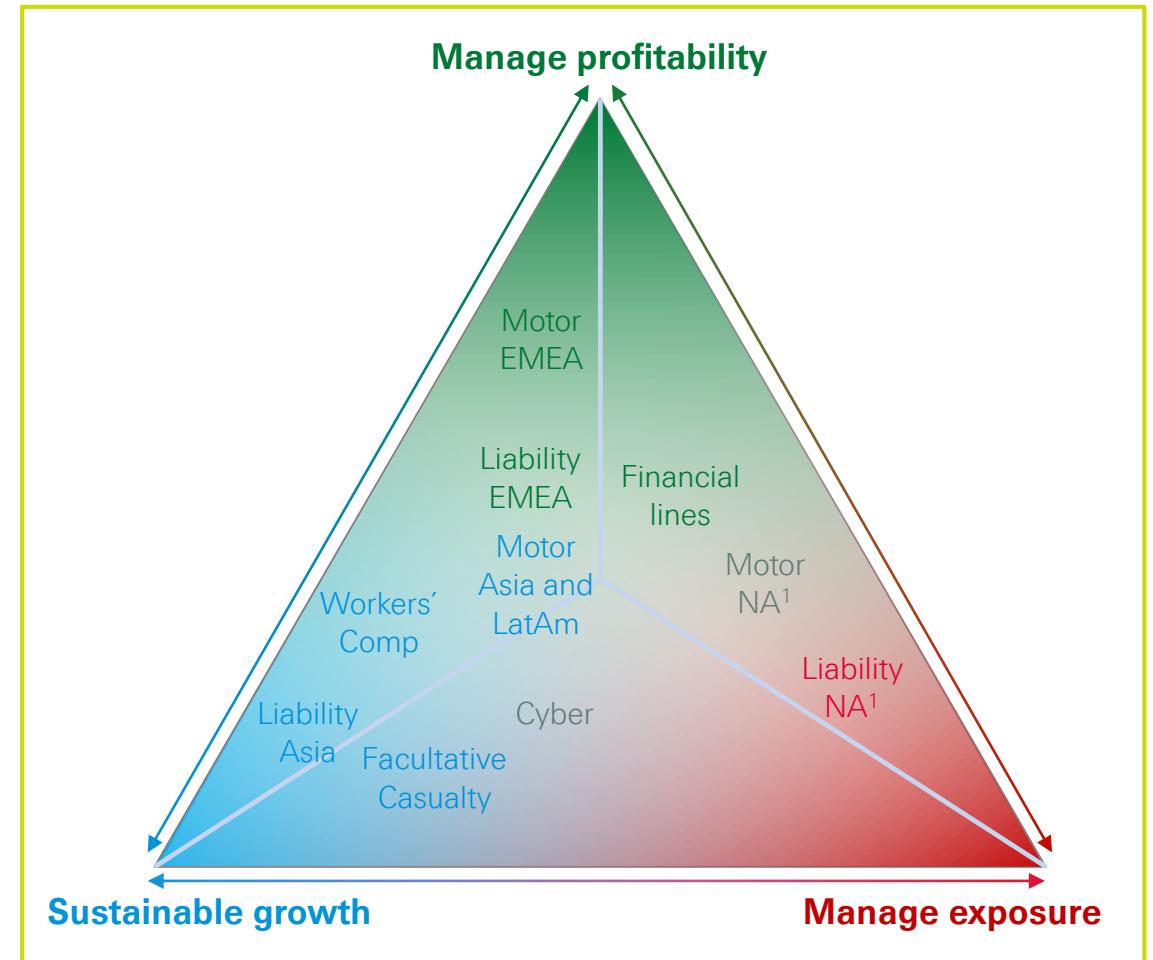 Manage profitability
Motor
EMEA
Liability
EMEA
Financial
lines
Motor
Asia and
LatAm
Motor
NA¹
Workers’
Comp
Liability
NA¹
Liability
Asia
Cyber
Facultative
Casualty
Sustainable growth
Manage exposure